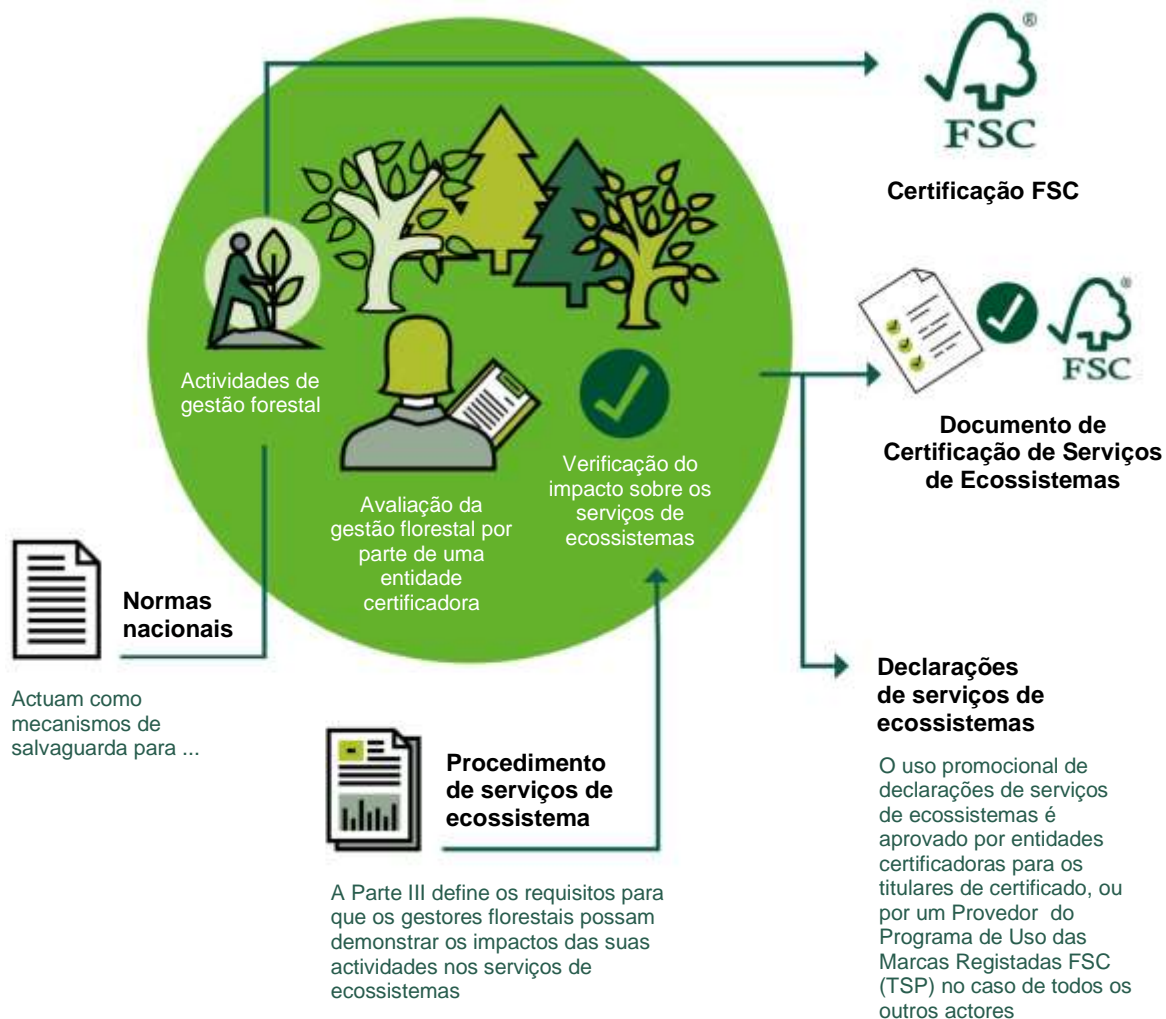 ®
FSC
Certificação FSC
®
FSC
Documento de
Certificação de Serviços
de Ecossistemas
Actividades de
gestão forestal
Avaliação da
gestão florestal por
parte de uma
entidade
certificadora
Verificação do
impacto sobre os
serviços de
ecossistemas
Normas
nacionais
Actuam como
mecanismos de
salvaguarda para ...
Procedimento
de serviços de
ecossistema
A Parte III define os requisitos para
que os gestores florestais possam
demonstrar os impactos das suas
actividades nos serviços de
ecossistemas
Declarações
de serviços de
ecossistemas
O uso promocional de
declarações de serviços
de ecossistemas é
aprovado por entidades
certificadoras para os
titulares de certificado, ou
por um Provedor do
Programa de Uso das
Marcas Registadas FSC
(TSP) no caso de todos os
outros actores